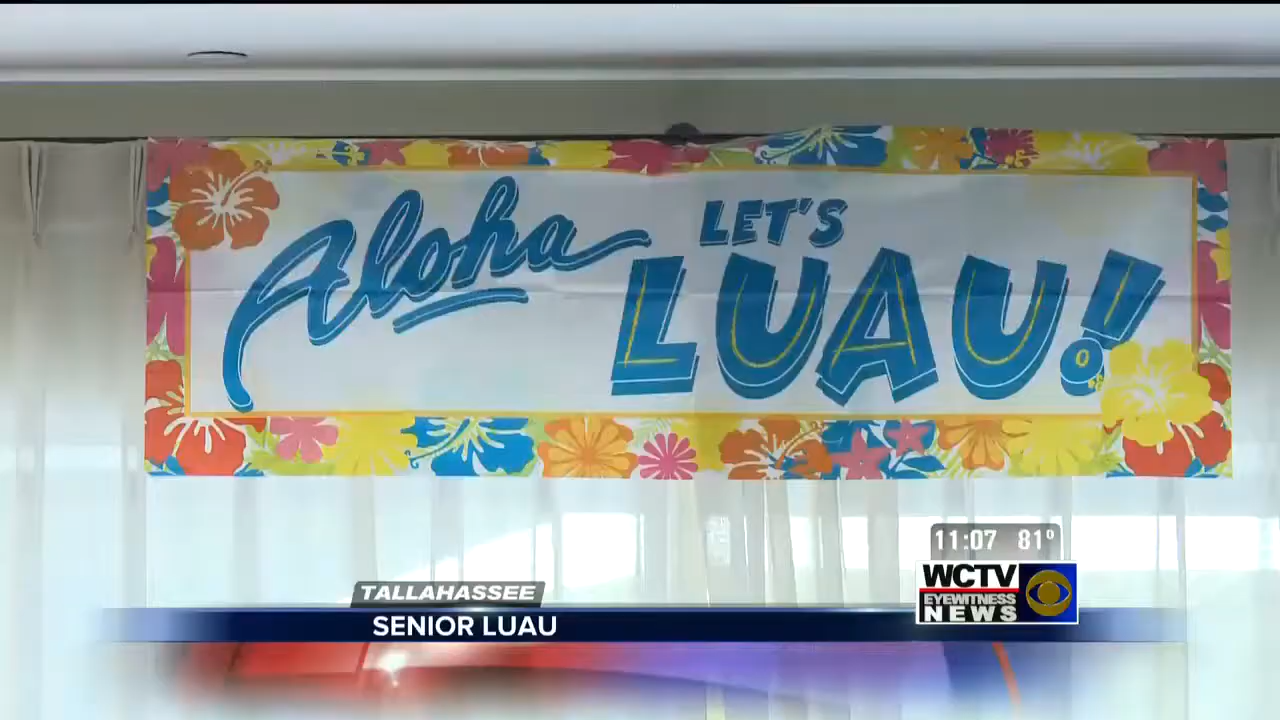 Aloha LET'S
LUAU!
11:07 81°
TALLAHASSEE
WCTV
EYEWITNESS
NEWS
SENIOR LUAU